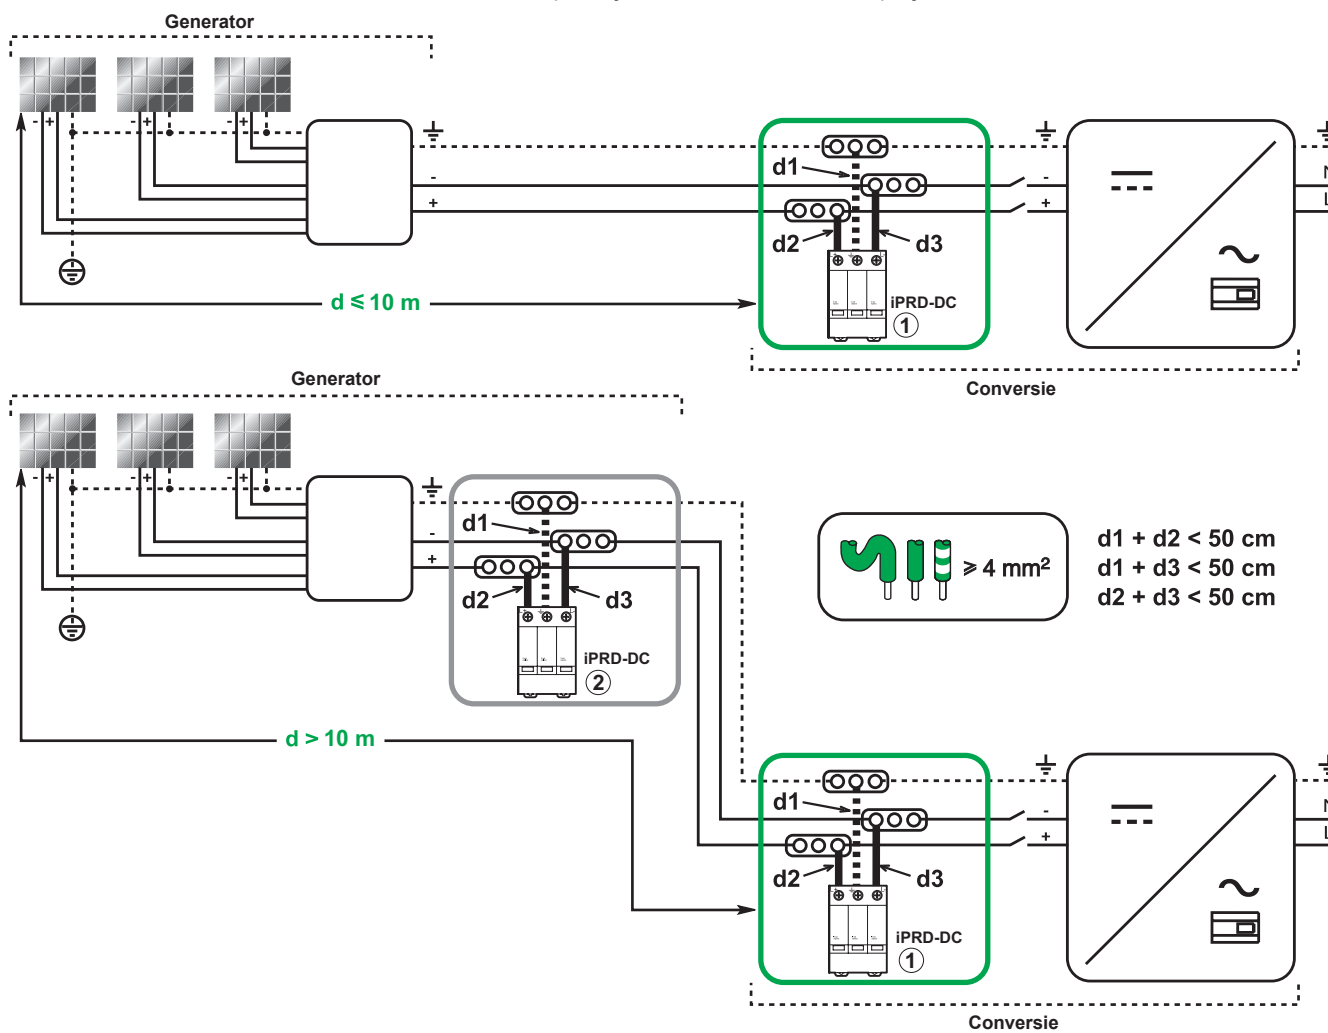 Generator
- +
- +
- +
-
+
d1
d2
d3
iPRD-DC
1
-
+
d ≤ 10 m
Conversie
Generator
- +
- +
- +
-
+
d1
d2
d3
iPRD-DC
2
≥ 4 mm²
d1 + d2 < 50 cm
d1 + d3 < 50 cm
d2 + d3 < 50 cm
d > 10 m
d1
d2
d3
iPRD-DC
1
-
+
Conversie